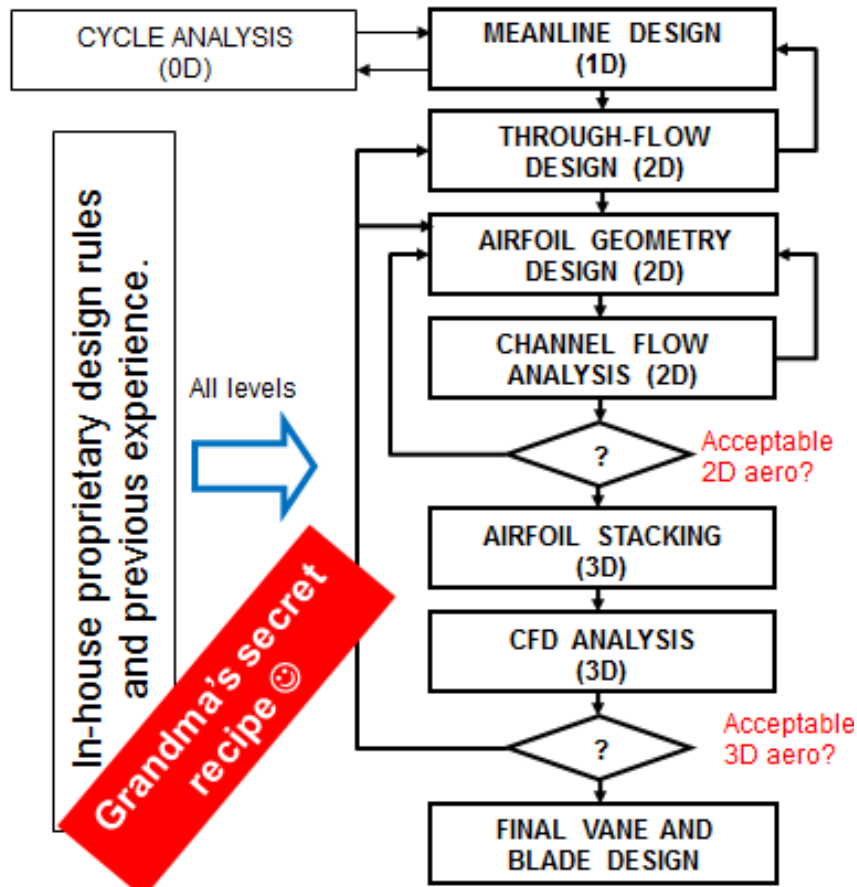 CYCLE ANALYSIS
(0D)
MEANLINE DESIGN
(1D)
THROUGH-FLOW
DESIGN (2D)
AIRFOIL GEOMETRY
DESIGN (2D)
CHANNEL FLOW
ANALYSIS (2D)
?
Acceptable
2D aero?
AIRFOIL STACKING
(3D)
CFD ANALYSIS
(3D)
?
Acceptable
3D aero?
FINAL VANE AND
BLADE DESIGN
In-house proprietary design rules
and previous experience.
All levels
Grandma's secret
recipe ☺